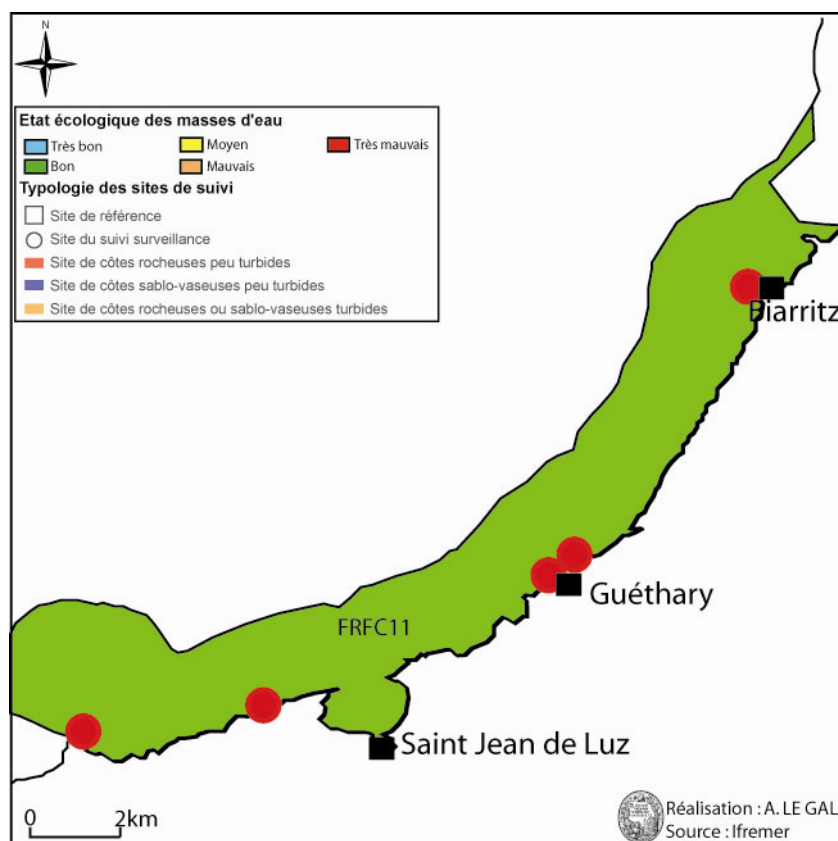 N
Etat écologique des masses d'eau
Très bon
Moyen
Très mauvais
Bon
Mauvais
Typologie des sites de suivi
Site de référence
Site du suivi surveillance
Site de côtes rocheuses peu turbides
Site de côtes sablo-vaseuses peu turbides
Site de côtes rocheuses ou sablo-vaseuses turbides
Biarritz
Guéthary
FRFC11
Saint Jean de Luz
0 2km
Réalisation : A. LE GAL
Source : Ifremer